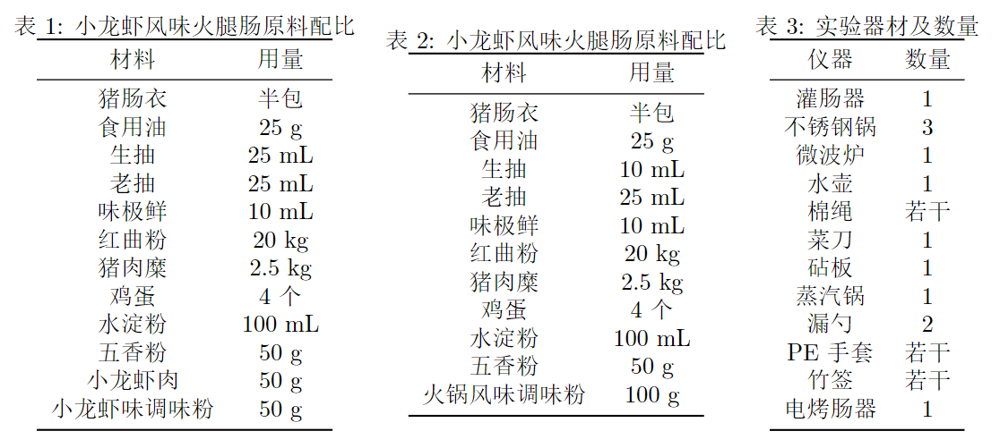 表 1: 小龙虾风味火腿肠原料配比
材料 用量
猪肠衣 半包
食用油 25 g
生抽 25 mL
老抽 25 mL
味极鲜 10 mL
红曲粉 20 kg
猪肉糜 2.5 kg
鸡蛋 4 个
水淀粉 100 mL
五香粉 50 g
小龙虾肉 50 g
小龙虾味调味粉 50 g
表 2: 小龙虾风味火腿肠原料配比
材料 用量
猪肠衣 半包
食用油 25 g
生抽 10 mL
老抽 25 mL
味极鲜 10 mL
红曲粉 20 kg
猪肉糜 2.5 kg
鸡蛋 4 个
水淀粉 100 mL
五香粉 50 g
火锅风味调味粉 100 g
表 3: 实验器材及数量
仪器 数量
灌肠器 1
不锈钢锅 3
微波炉 1
水壶 1
棉绳 若干
菜刀 1
砧板 1
蒸汽锅 1
漏勺 2
PE 手套 若干
竹签 若干
电烤肠器 1